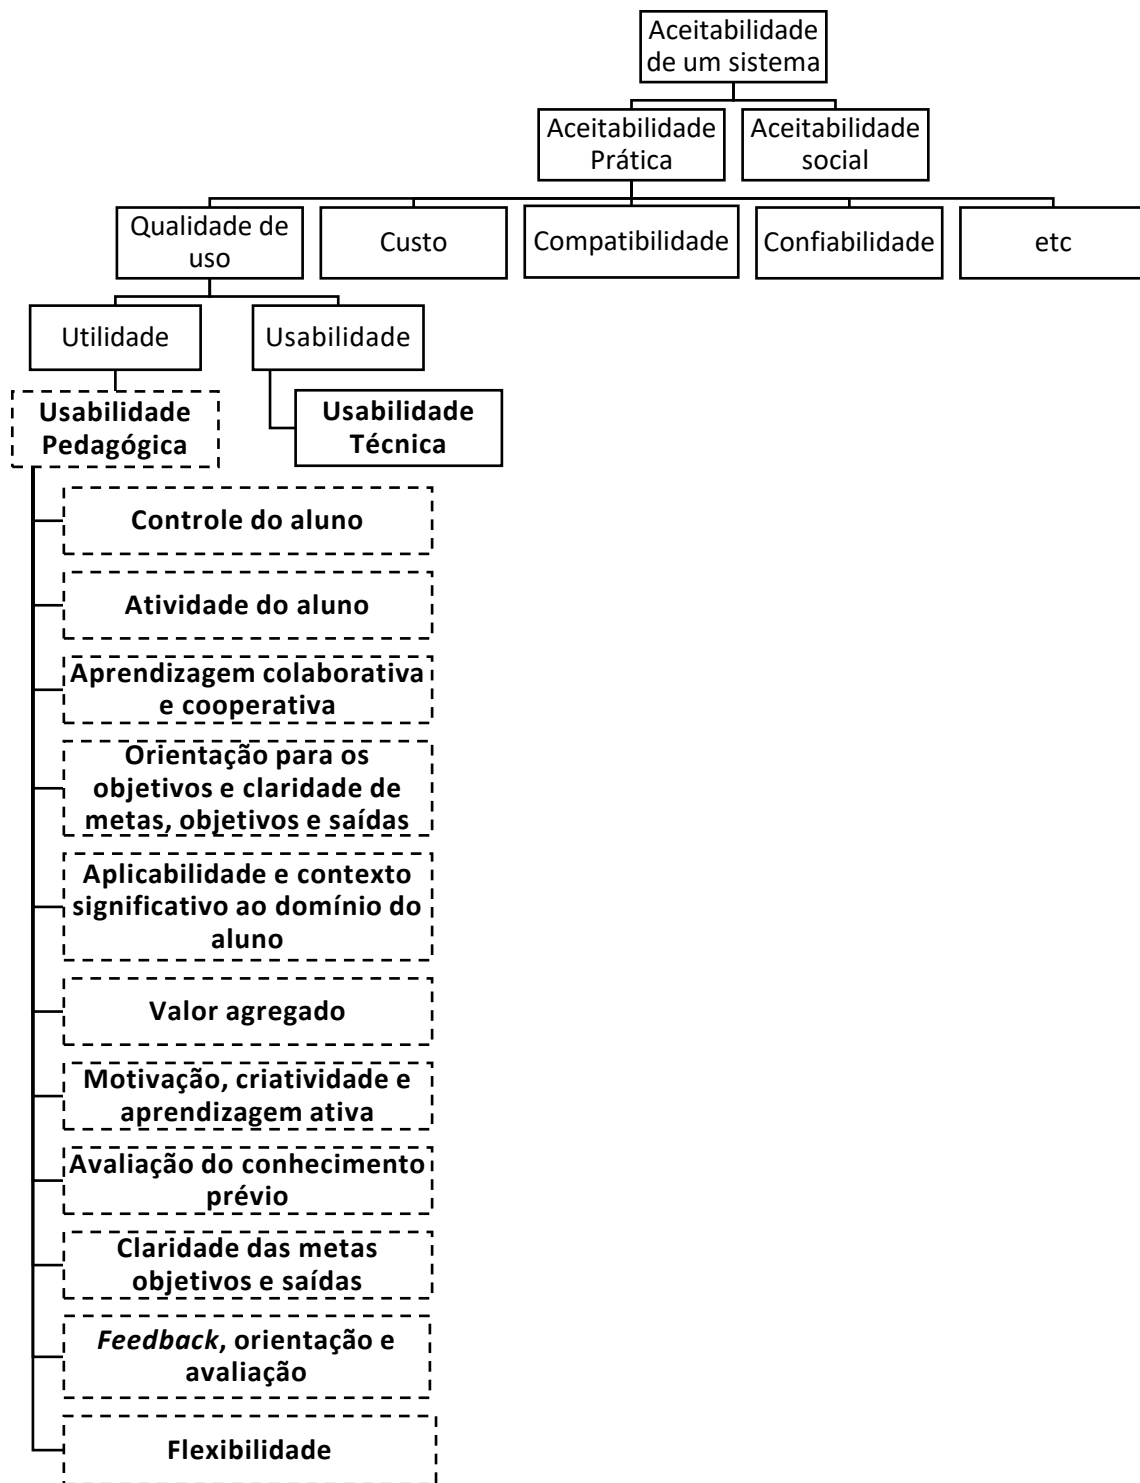 Aceitabilidade
de um sistema
Aceitabilidade
Prática
Aceitabilidade
social
Qualidade de
uso
Custo
Compatibilidade
Confiabilidade
etc
Utilidade
Usabilidade
Usabilidade
Pedagógica
Usabilidade
Técnica
Controle do aluno
Atividade do aluno
Aprendizagem colaborativa
e cooperativa
Orientação para os
objetivos e claridade de
metas, objetivos e saídas
Aplicabilidade e contexto
significativo ao domínio do
aluno
Valor agregado
Motivação, criatividade e
aprendizagem ativa
Avaliação do conhecimento
prévio
Claridade das metas
objetivos e saídas
Feedback, orientação e
avaliação
Flexibilidade